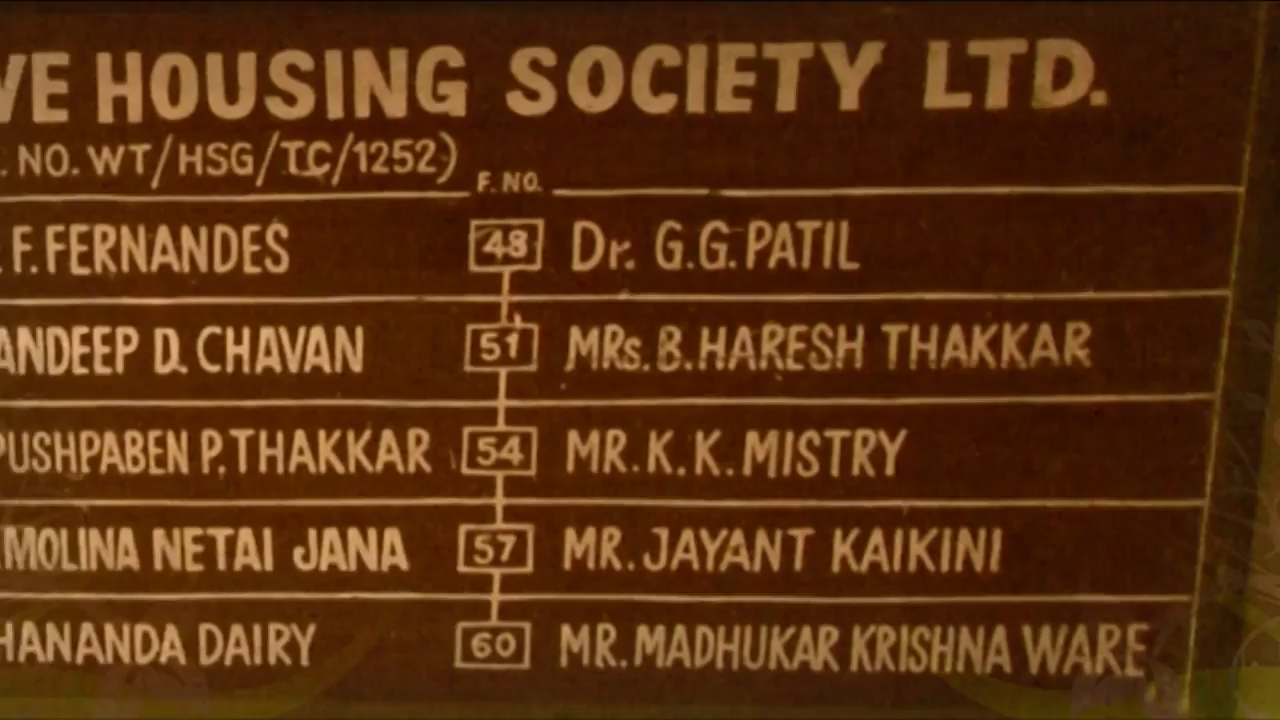 VE HOUSING SOCIETY LTD.
. NO. WT/HSG/TC/1252)
F. NO.
F. FERNANDES 48 Dr. G.G. PATIL
ANDEEP D. CHAVAN 51 MRs. B. HARESH THAKKAR
PUSHPABEN P. THAKKAR 54 MR. K. K. MISTRY
MOLINA NETAI JANA 57 MR. JAYANT KAIKINI
HANANDA DAIRY 60 MR. MADHUKAR KRISHNA WARE